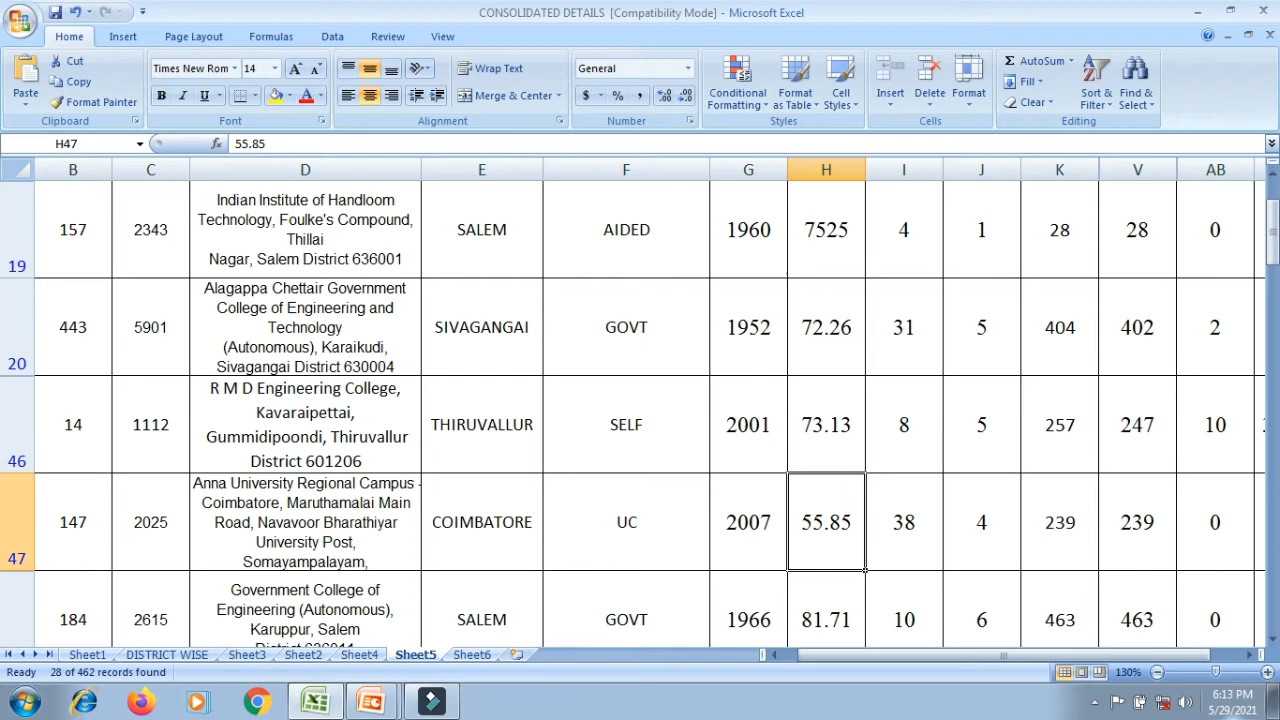 CONSOLIDATED DETAILS [Compatibility Mode] - Microsoft Excel
Home Insert Page Layout Formulas Data Review View
Paste
Cut
Copy
Format Painter
Clipboard
Times New Rom 14
B I U
Font
Wrap Text
Merge & Center
Alignment
General
$ % ,
Number
Conditional Formatting
Format as Table
Cell Styles
Styles
Insert Delete Format
Cells
Σ AutoSum
Fill
Clear
Sort & Filter
Find & Select
Editing
H47 fx 55.85
B C D E F G H I J K V AB
19 157 2343 Indian Institute of Handloom
Technology, Foulke's Compound,
Thillai
Nagar, Salem District 636001
SALEM AIDED 1960 7525 4 1 28 28 0
20 443 5901 Alagappa Chettair Government
College of Engineering and
Technology
(Autonomous), Karaikudi,
Sivagangai District 630004
SIVAGANGAI GOVT 1952 72.26 31 5 404 402 2
46 14 1112 R M D Engineering College,
Kavaraipettai,
Gummidipoondi, Thiruvallur
District 601206
THIRUVALLUR SELF 2001 73.13 8 5 257 247 10
47 147 2025 Anna University Regional Campus -
Coimbatore, Maruthamalai Main
Road, Navavoor Bharathiyar
University Post,
Somayampalayam,
COIMBATORE UC 2007 55.85 38 4 239 239 0
184 2615 Government College of
Engineering (Autonomous),
Karuppur, Salem
SALEM GOVT 1966 81.71 10 6 463 463 0
Sheet1 DISTRICT WISE Sheet3 Sheet2 Sheet4 Sheet5 Sheet6
Ready 28 of 462 records found 130%
6:13 PM
5/29/2021